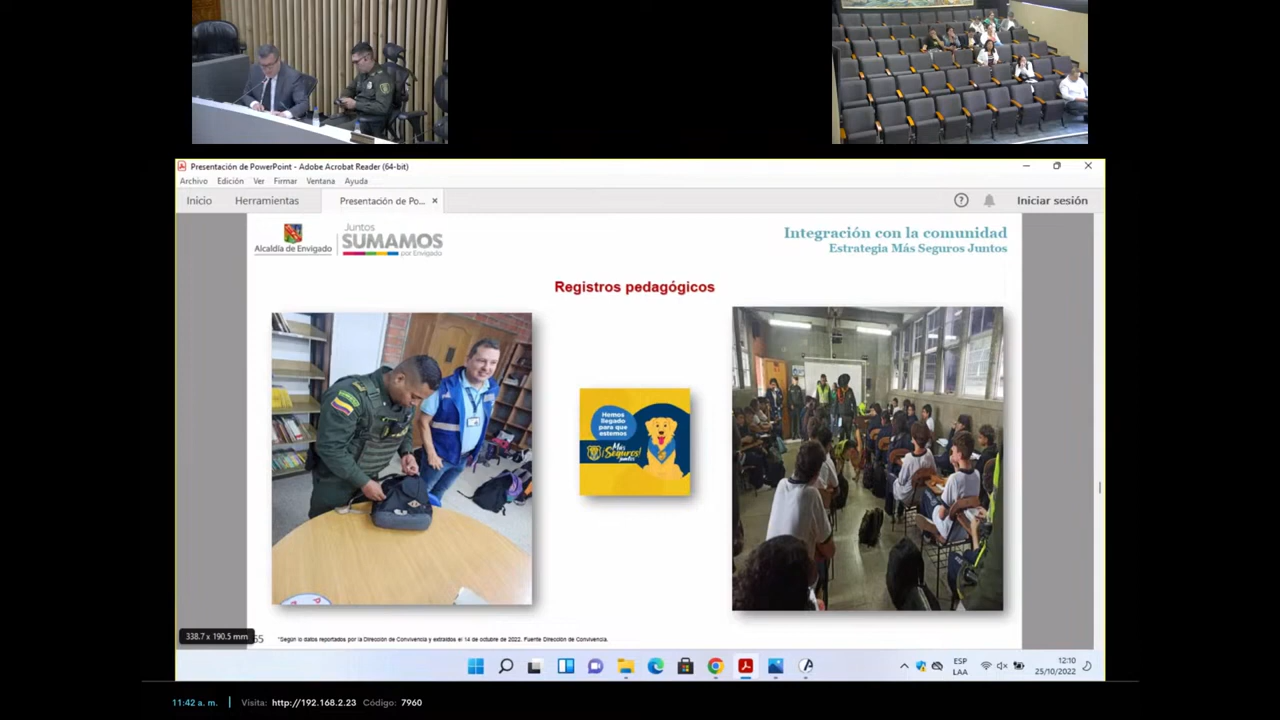 Presentación de PowerPoint - Adobe Acrobat Reader (64-bit)
Archivo Edición Ver Firmar Ventana Ayuda
Inicio Herramientas Presentación de Po... × Iniciar sesión
Alcaldía de Envigado
Juntos
SUMAMOS
por Envigado
Integración con la comunidad
Estrategia Más Seguros Juntos
Registros pedagógicos
Hemos
llegado
para que
estemos
Más
¡Seguros!
juntos
338.7 x 190.5 mm
*Según lo datos reportados por la Dirección de Convivencia y extraídos el 14 de octubre de 2022. Fuente Dirección de Convivencia.
ESP
LAA
12:10
25/10/2022
11:42 a. m. Visita: http://192.168.2.23 Código: 7960